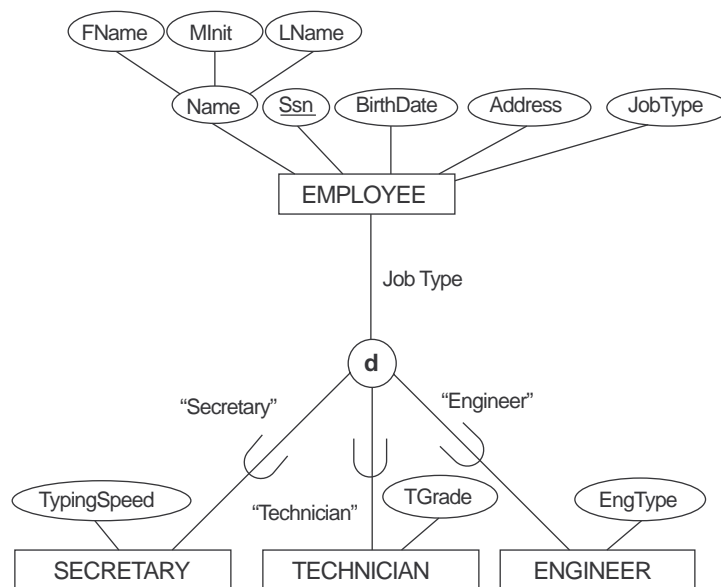 FName MInit LName
Name Ssn BirthDate Address JobType
EMPLOYEE
Job Type
d
“Secretary” “Engineer”
TypingSpeed “Technician” TGrade EngType
SECRETARY TECHNICIAN ENGINEER